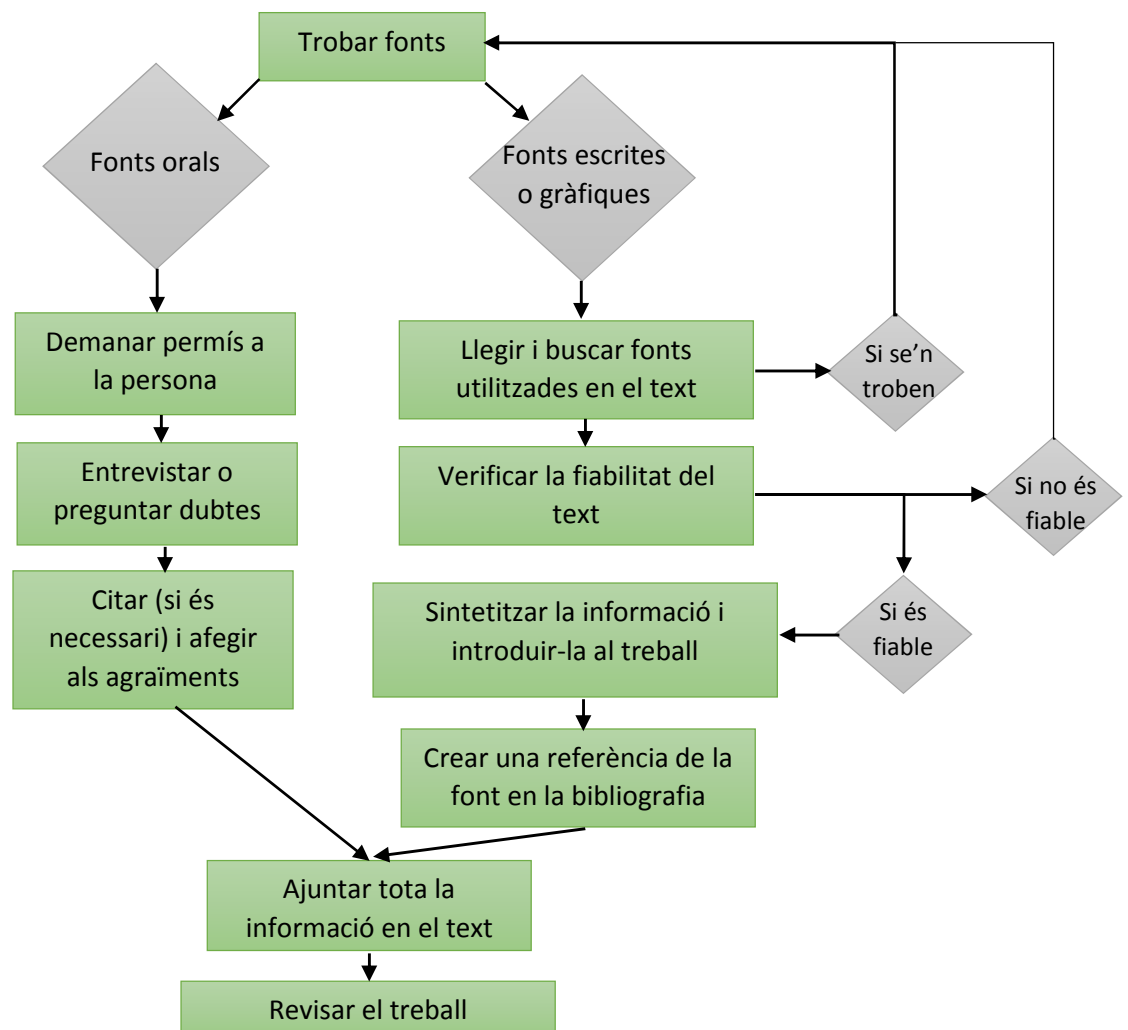 Trobar fonts
Fonts orals
Fonts escrites
o gràfiques
Demanar permís a
la persona
Llegir i buscar fonts
utilitzades en el text
Si se’n
troben
Entrevistar o
preguntar dubtes
Verificar la fiabilitat del
text
Si no és
fiable
Citar (si és
necessari) i afegir
als agraïments
Sintetitzar la informació i
introduir-la al treball
Si és
fiable
Crear una referència de la
font en la bibliografia
Ajuntar tota la
informació en el text
Revisar el treball